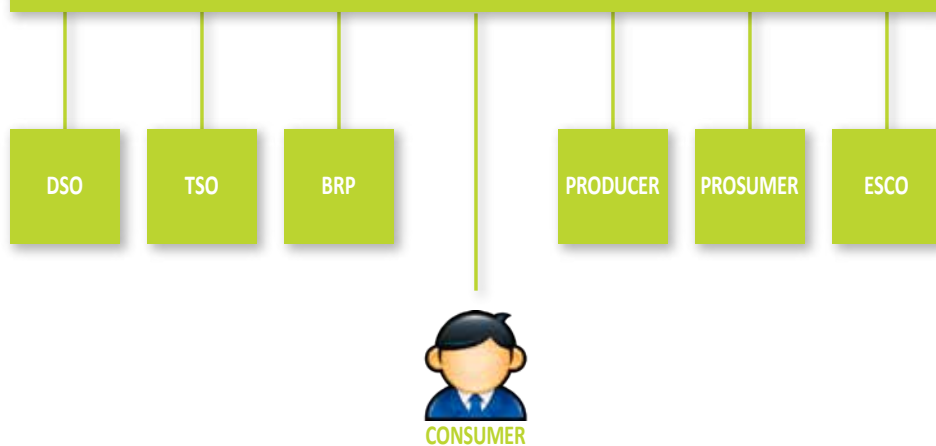 DSO
TSO
BRP
PRODUCER
PROSUMER
ESCO
CONSUMER